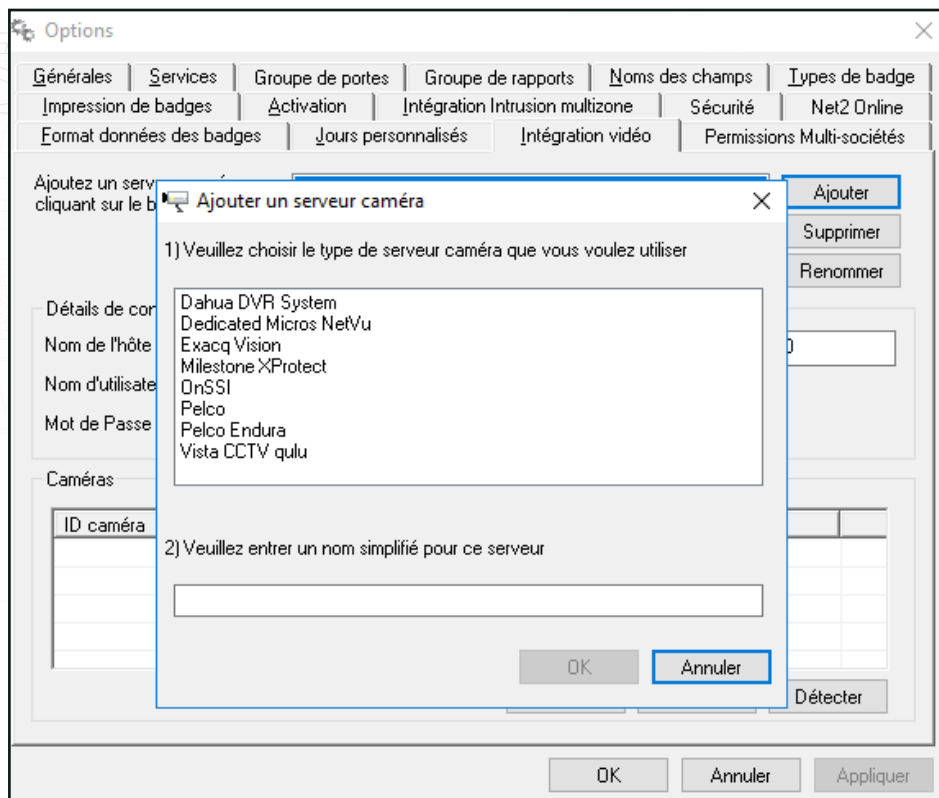 Options
Générales Services Groupe de portes Groupe de rapports Noms des champs Types de badge
Impression de badges Activation Intégration Intrusion multizone Sécurité Net2 Online
Format données des badges Jours personnalisés Intégration vidéo Permissions Multi-sociétés
Ajoutez un
cliquant sur le
Ajouter
Supprimer
Renommer
Ajouter un serveur caméra
1) Veuillez choisir le type de serveur caméra que vous voulez utiliser
Dahua DVR System
Dedicated Micros NetVu
Exacq Vision
Milestone XProtect
OnSSI
Pelco
Pelco Endura
Vista CCTV qulu
2) Veuillez entrer un nom simplifié pour ce serveur
OK Annuler
Détails de
Nom de l'hôte
Nom
Mot de Passe
Caméras
ID caméra
Détecter
OK Annuler Appliquer